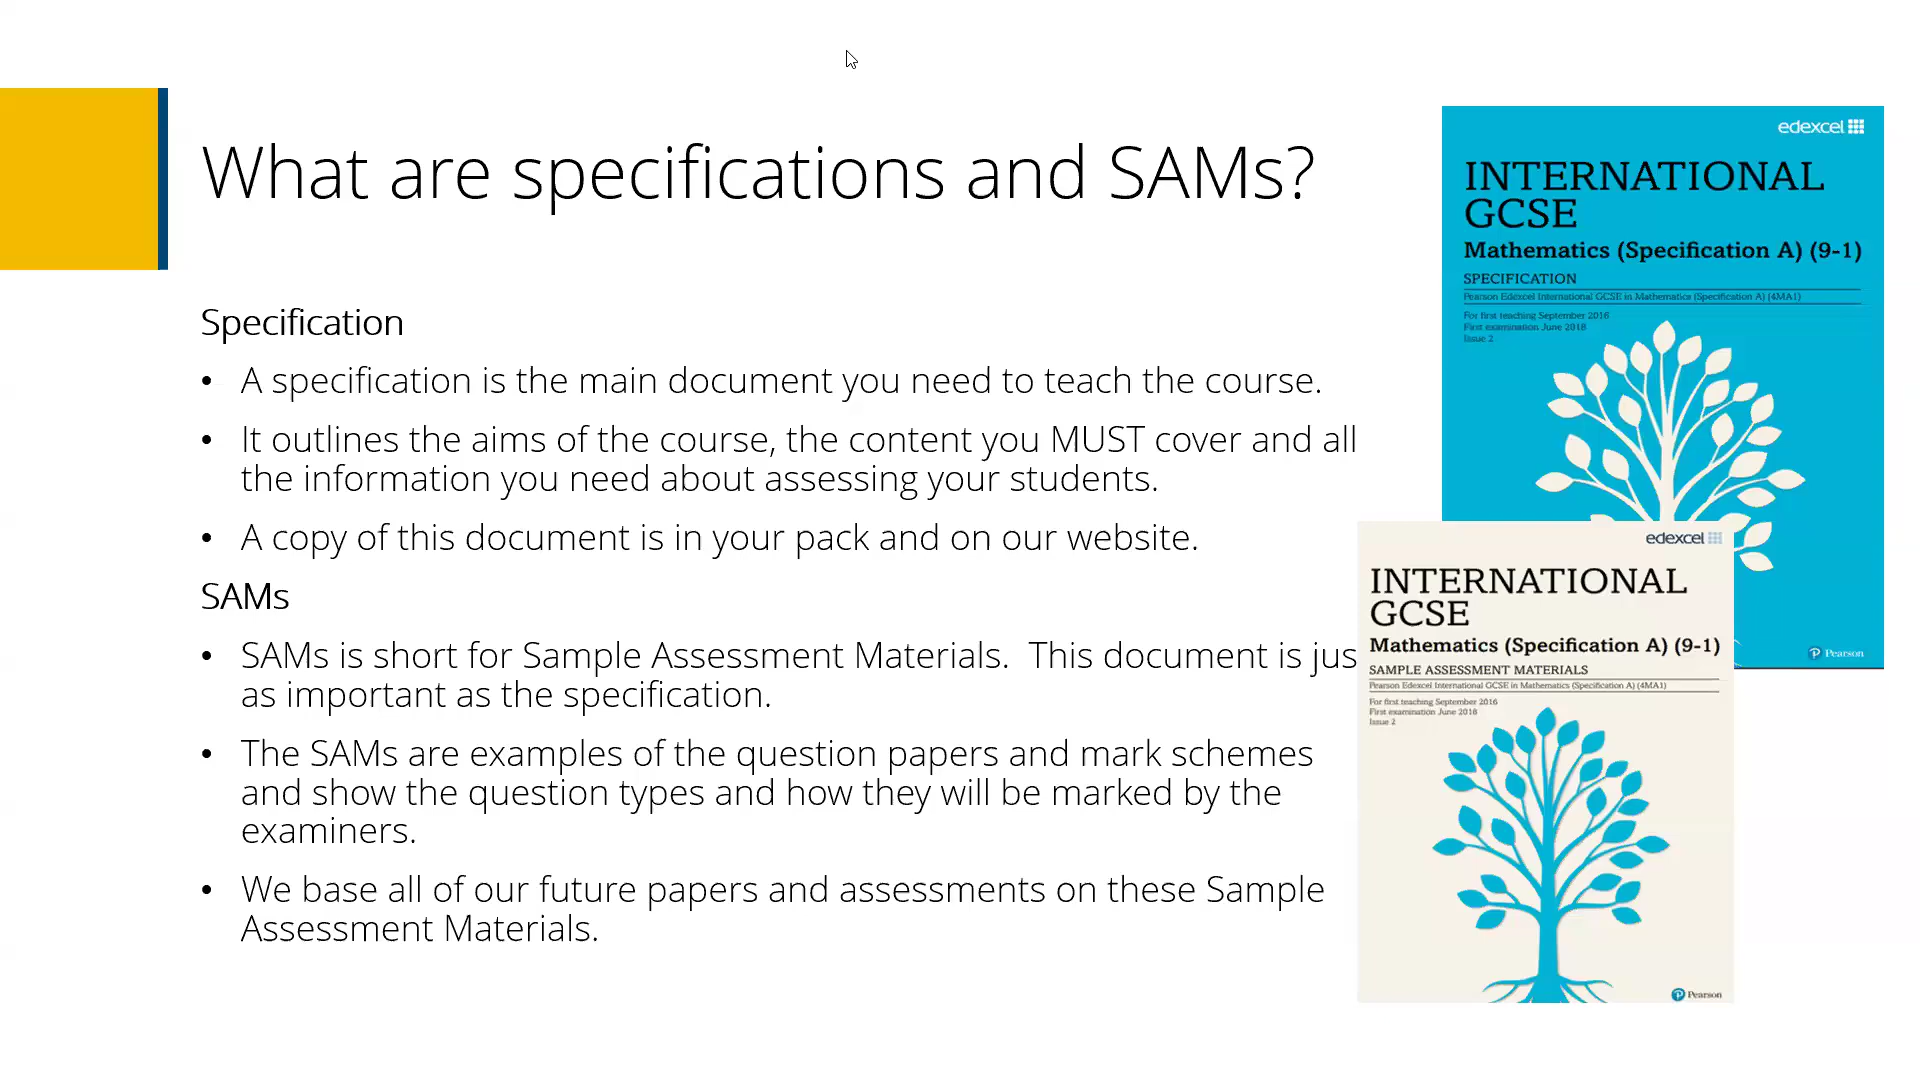 What are specifications and SAMs?
Specification
• A specification is the main document you need to teach the course.
• It outlines the aims of the course, the content you MUST cover and all
the information you need about assessing your students.
• A copy of this document is in your pack and on our website.
SAMs
• SAMs is short for Sample Assessment Materials.  This document is jus
as important as the specification.
• The SAMs are examples of the question papers and mark schemes
and show the question types and how they will be marked by the
examiners.
• We base all of our future papers and assessments on these Sample
Assessment Materials.
edexcel
INTERNATIONAL
GCSE
Mathematics (Specification A) (9-1)
SPECIFICATION
Pearson Edexcel International GCSE in Mathematics (Specification A) (4MA1)
For first teaching September 2016
First examination June 2018
Issue 2
Pearson
edexcel
INTERNATIONAL
GCSE
Mathematics (Specification A) (9-1)
SAMPLE ASSESSMENT MATERIALS
Pearson Edexcel International GCSE in Mathematics (Specification A) (4MA1)
For first teaching September 2016
First examination June 2018
Issue 2
Pearson